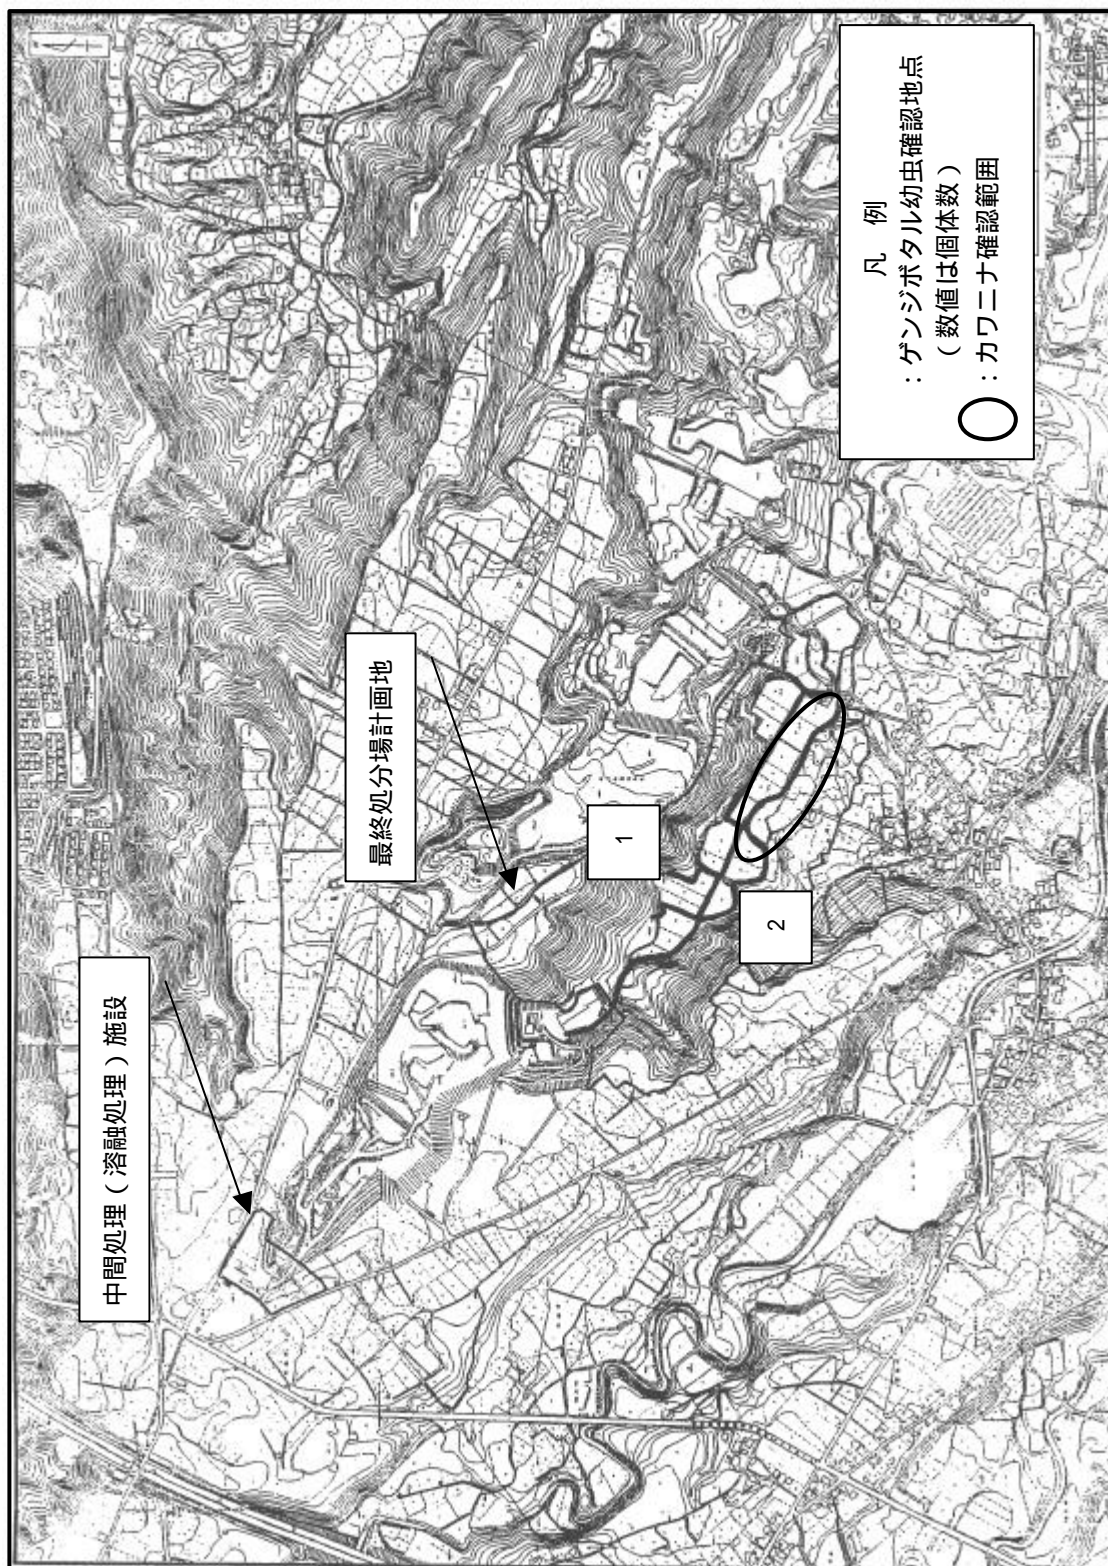 中間処理（溶融処理）施設
最終処分場計画地
1
2
凡 例
：ゲンジボタル幼虫確認地点
（数値は個体数）
：カワニナ確認範囲